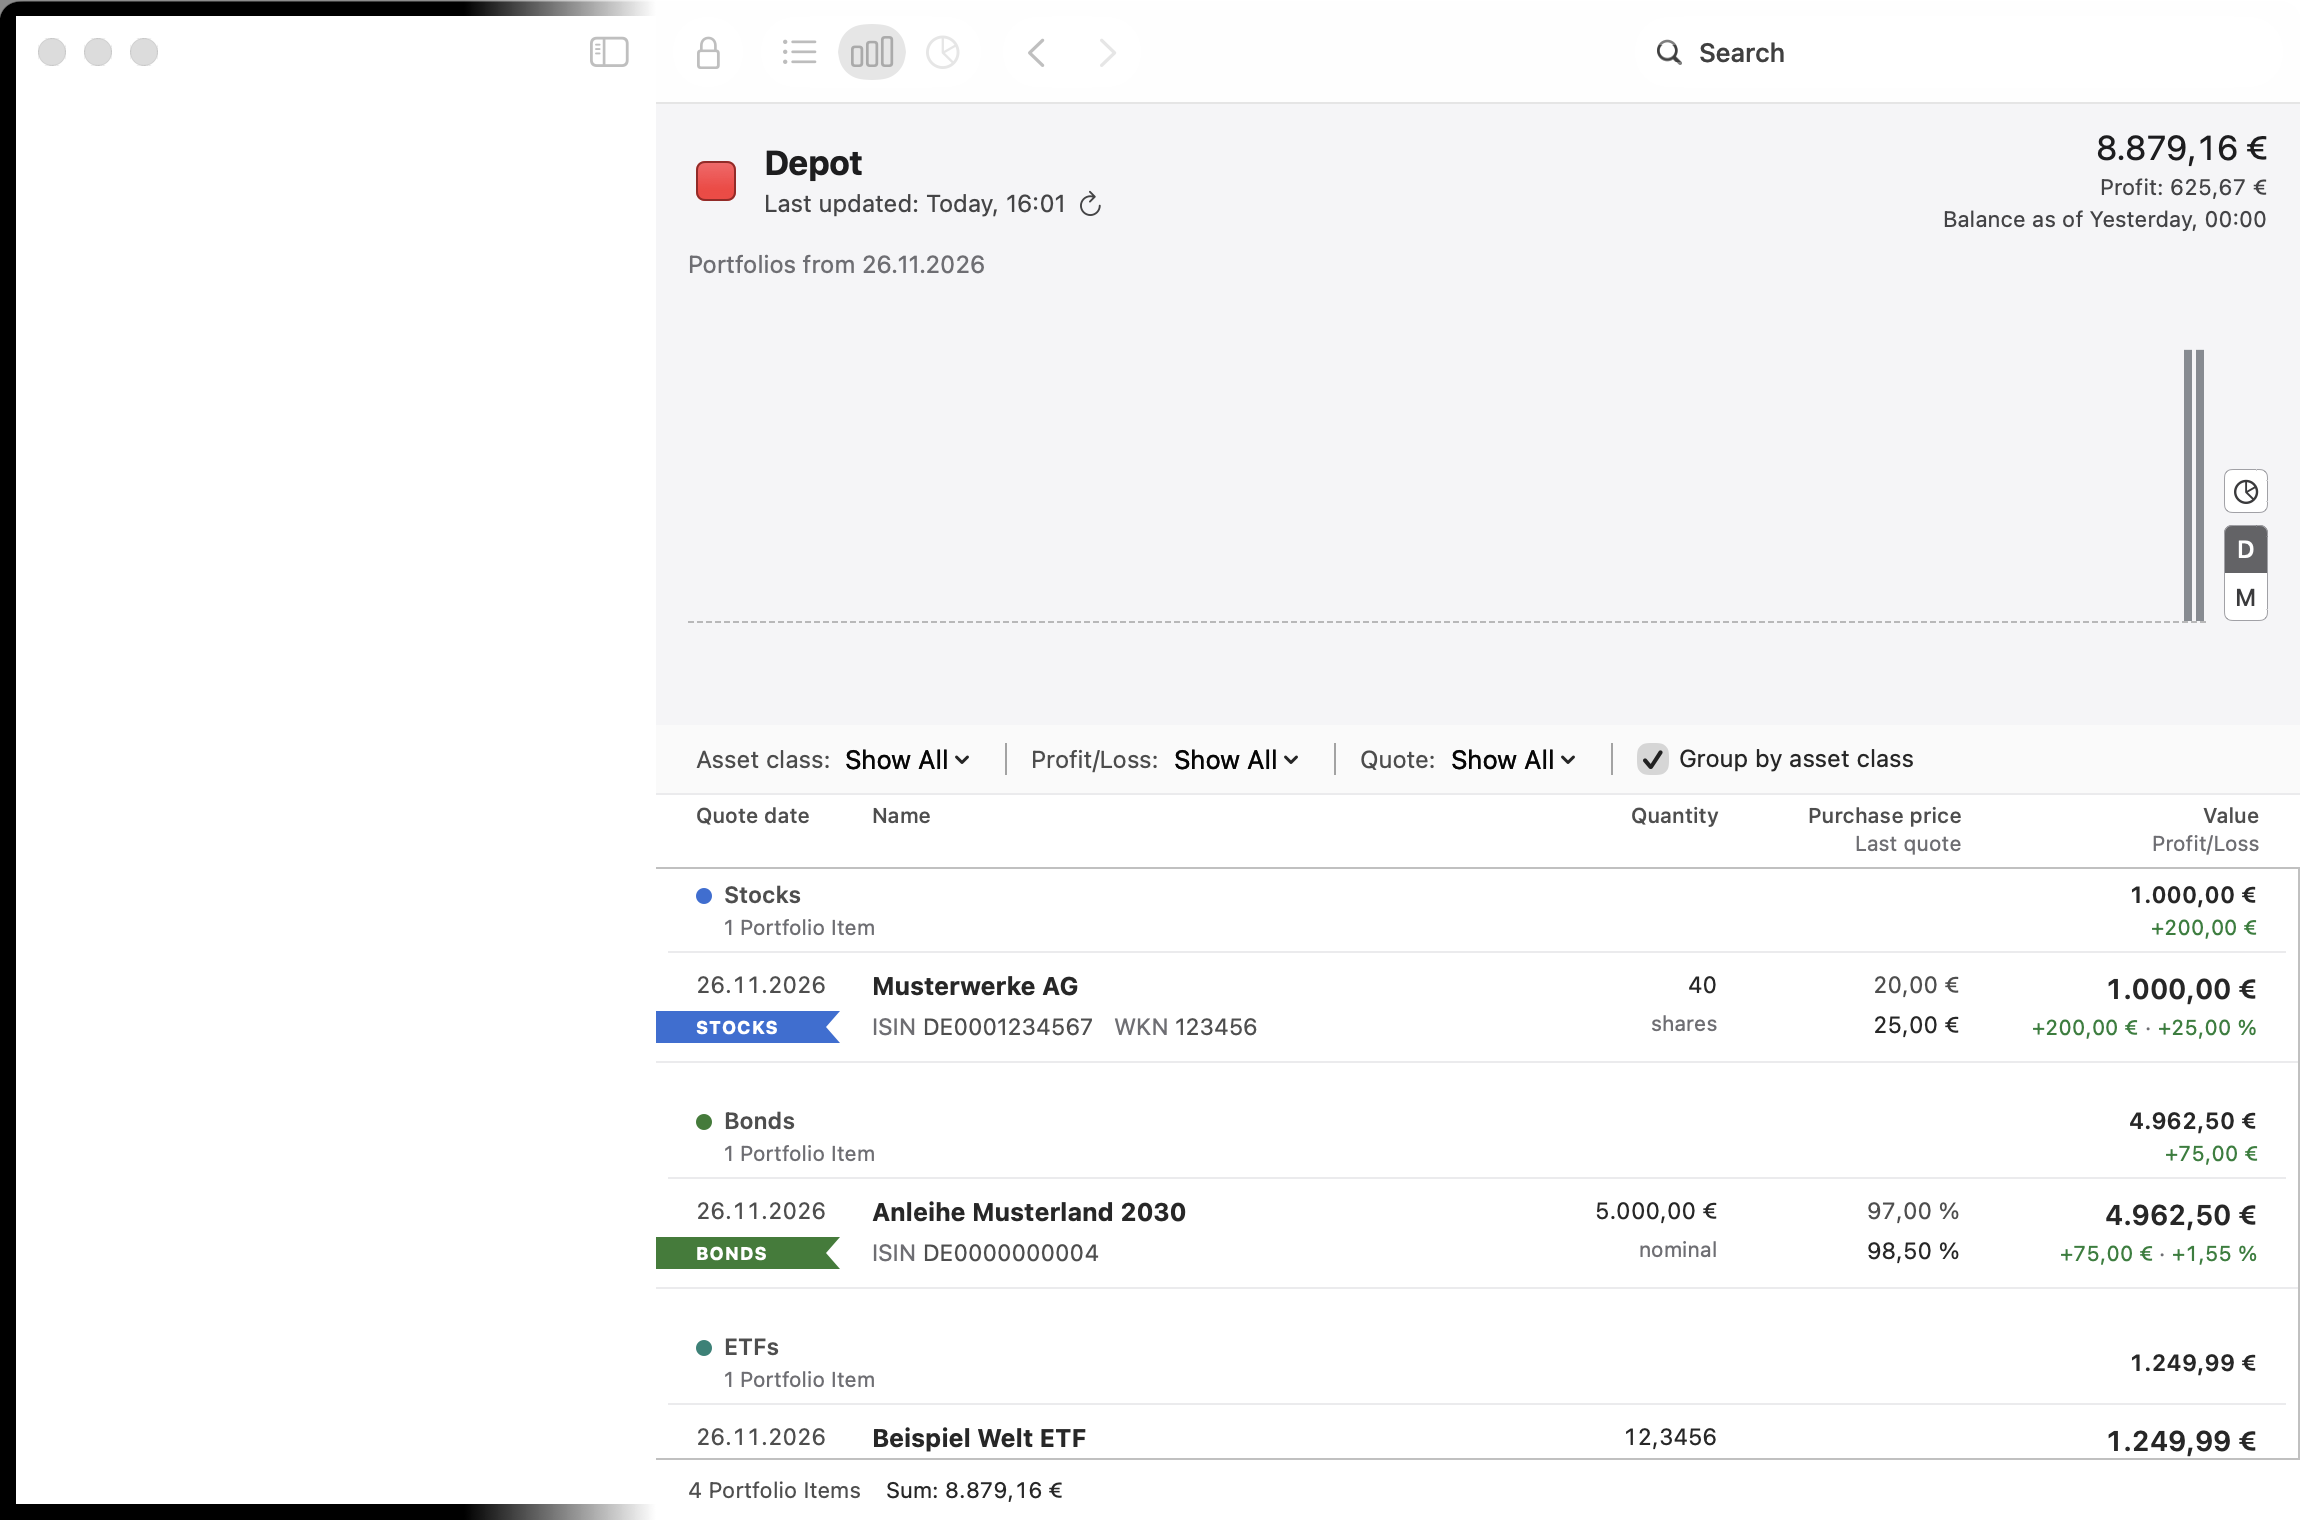 Search
Depot
Last updated: Today, 16:01
8.879,16 €
Profit: 625,67 €
Balance as of Yesterday, 00:00
Portfolios from 26.11.2026
D
M
Asset class: Show All
Profit/Loss: Show All
Quote: Show All
Group by asset class
Quote date Name Quantity Purchase price Value
Last quote Profit/Loss
Stocks 1.000,00 €
1 Portfolio Item +200,00 €
26.11.2026 Musterwerke AG 40 20,00 € 1.000,00 €
STOCKS ISIN DE0001234567 WKN 123456 shares 25,00 € +200,00 € · +25,00 %
Bonds 4.962,50 €
1 Portfolio Item +75,00 €
26.11.2026 Anleihe Musterland 2030 5.000,00 € 97,00 % 4.962,50 €
BONDS ISIN DE0000000004 nominal 98,50 % +75,00 € · +1,55 %
ETFs 1.249,99 €
1 Portfolio Item
26.11.2026 Beispiel Welt ETF 12,3456 1.249,99 €
4 Portfolio Items Sum: 8.879,16 €